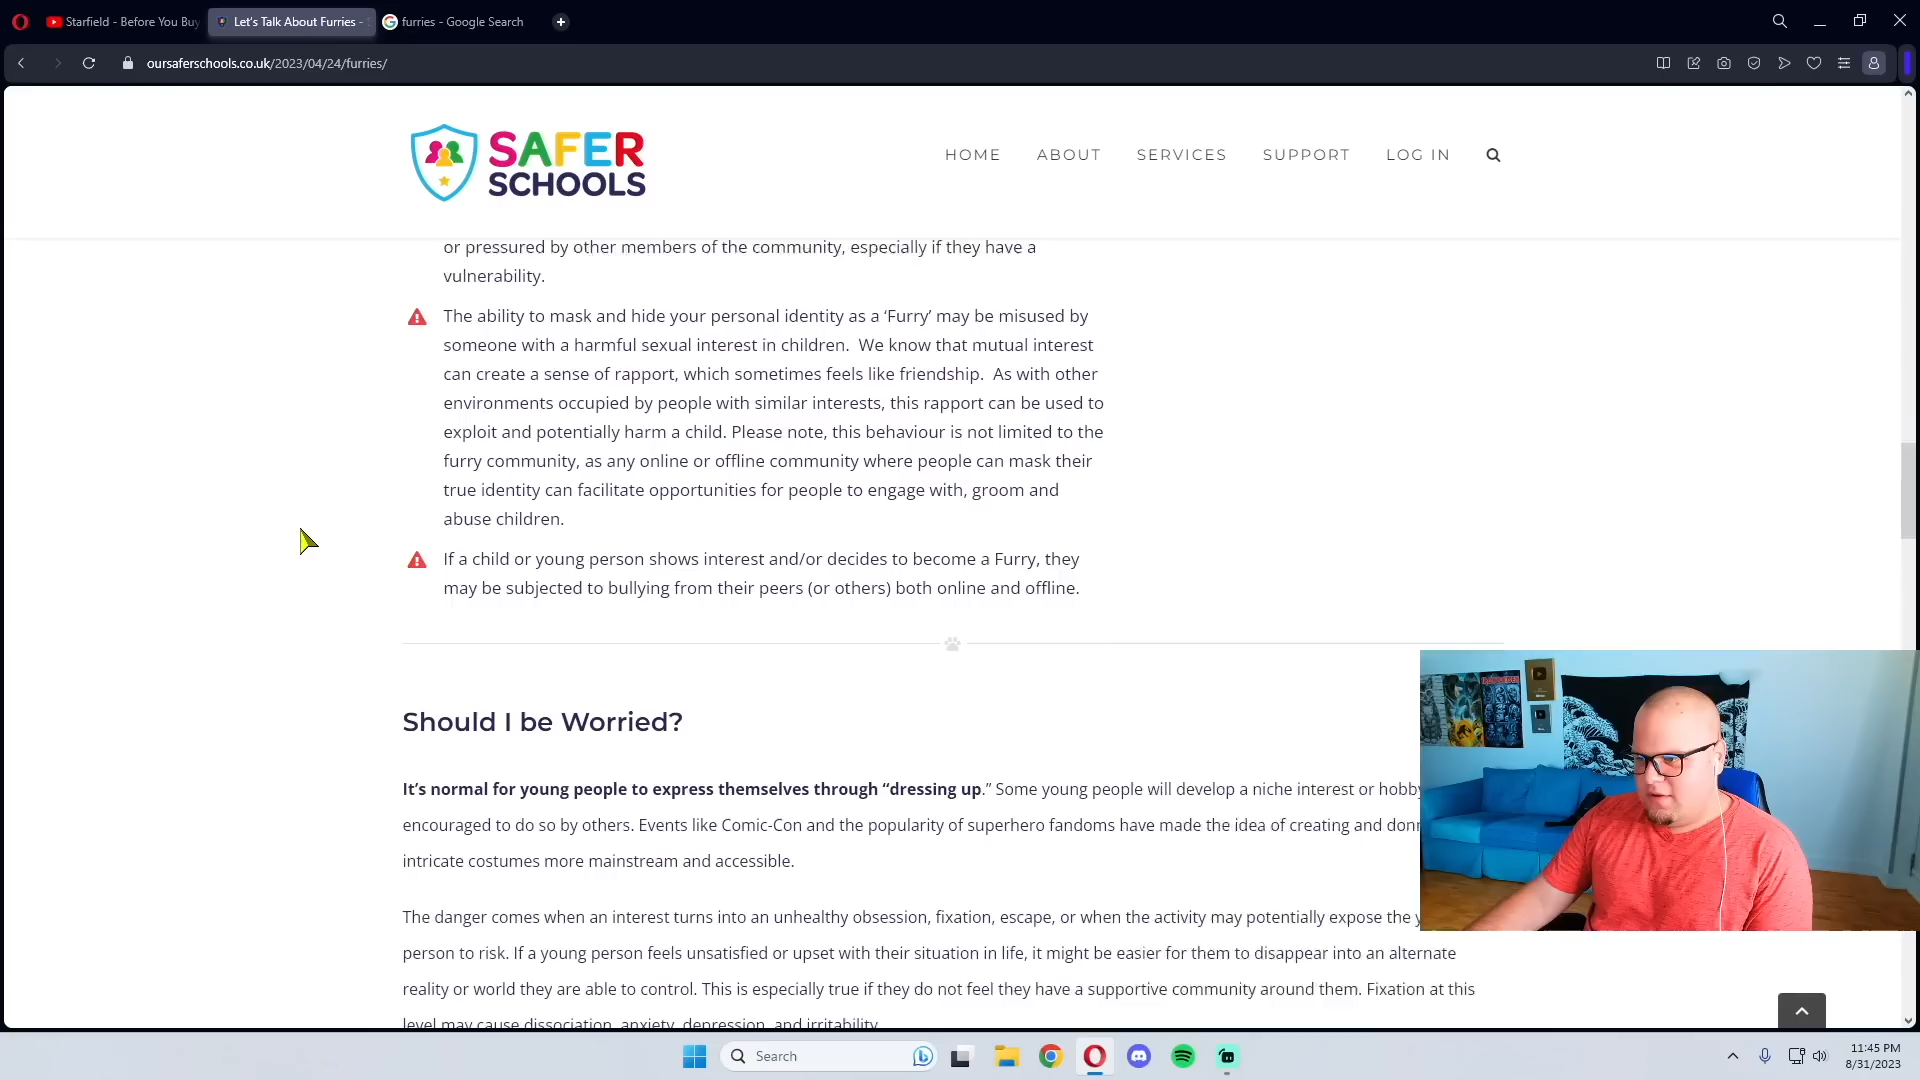 Starfield - Before You Buy
Let's Talk About Furries -
furries - Google Search
oursaferschools.co.uk/2023/04/24/furries/
SAFER
SCHOOLS
HOME
ABOUT
SERVICES
SUPPORT
LOG IN
or pressured by other members of the community, especially if they have a
vulnerability.
The ability to mask and hide your personal identity as a ‘Furry’ may be misused by
someone with a harmful sexual interest in children. We know that mutual interest
can create a sense of rapport, which sometimes feels like friendship. As with other
environments occupied by people with similar interests, this rapport can be used to
exploit and potentially harm a child. Please note, this behaviour is not limited to the
furry community, as any online or offline community where people can mask their
true identity can facilitate opportunities for people to engage with, groom and
abuse children.
If a child or young person shows interest and/or decides to become a Furry, they
may be subjected to bullying from their peers (or others) both online and offline.
Should I be Worried?
It’s normal for young people to express themselves through “dressing up.” Some young people will develop a niche interest or hobby
encouraged to do so by others. Events like Comic-Con and the popularity of superhero fandoms have made the idea of creating and donn
intricate costumes more mainstream and accessible.
The danger comes when an interest turns into an unhealthy obsession, fixation, escape, or when the activity may potentially expose the y
person to risk. If a young person feels unsatisfied or upset with their situation in life, it might be easier for them to disappear into an alternate
reality or world they are able to control. This is especially true if they do not feel they have a supportive community around them. Fixation at this
level may cause dissociation, anxiety, depression, and irritability.
IRON MAIDEN
Search
11:45 PM
8/31/2023